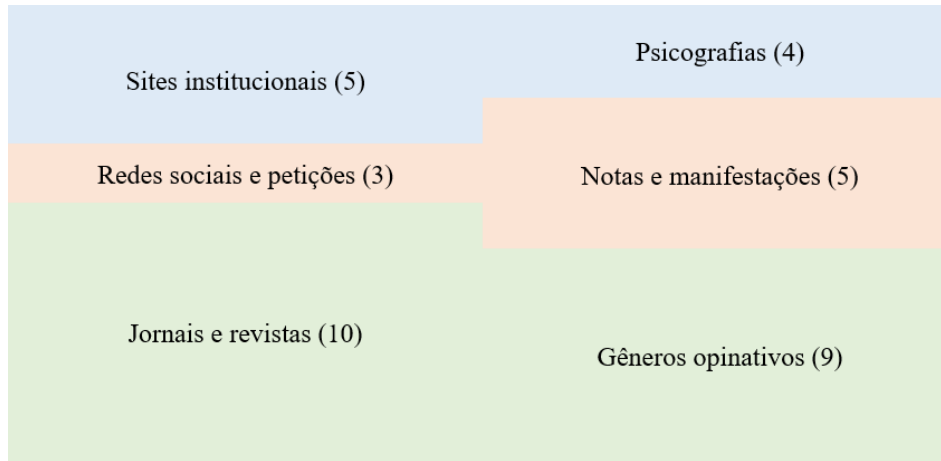 Sites institucionais (5)
Redes sociais e petições (3)
Jornais e revistas (10)
Psicografias (4)
Notas e manifestações (5)
Gêneros opinativos (9)